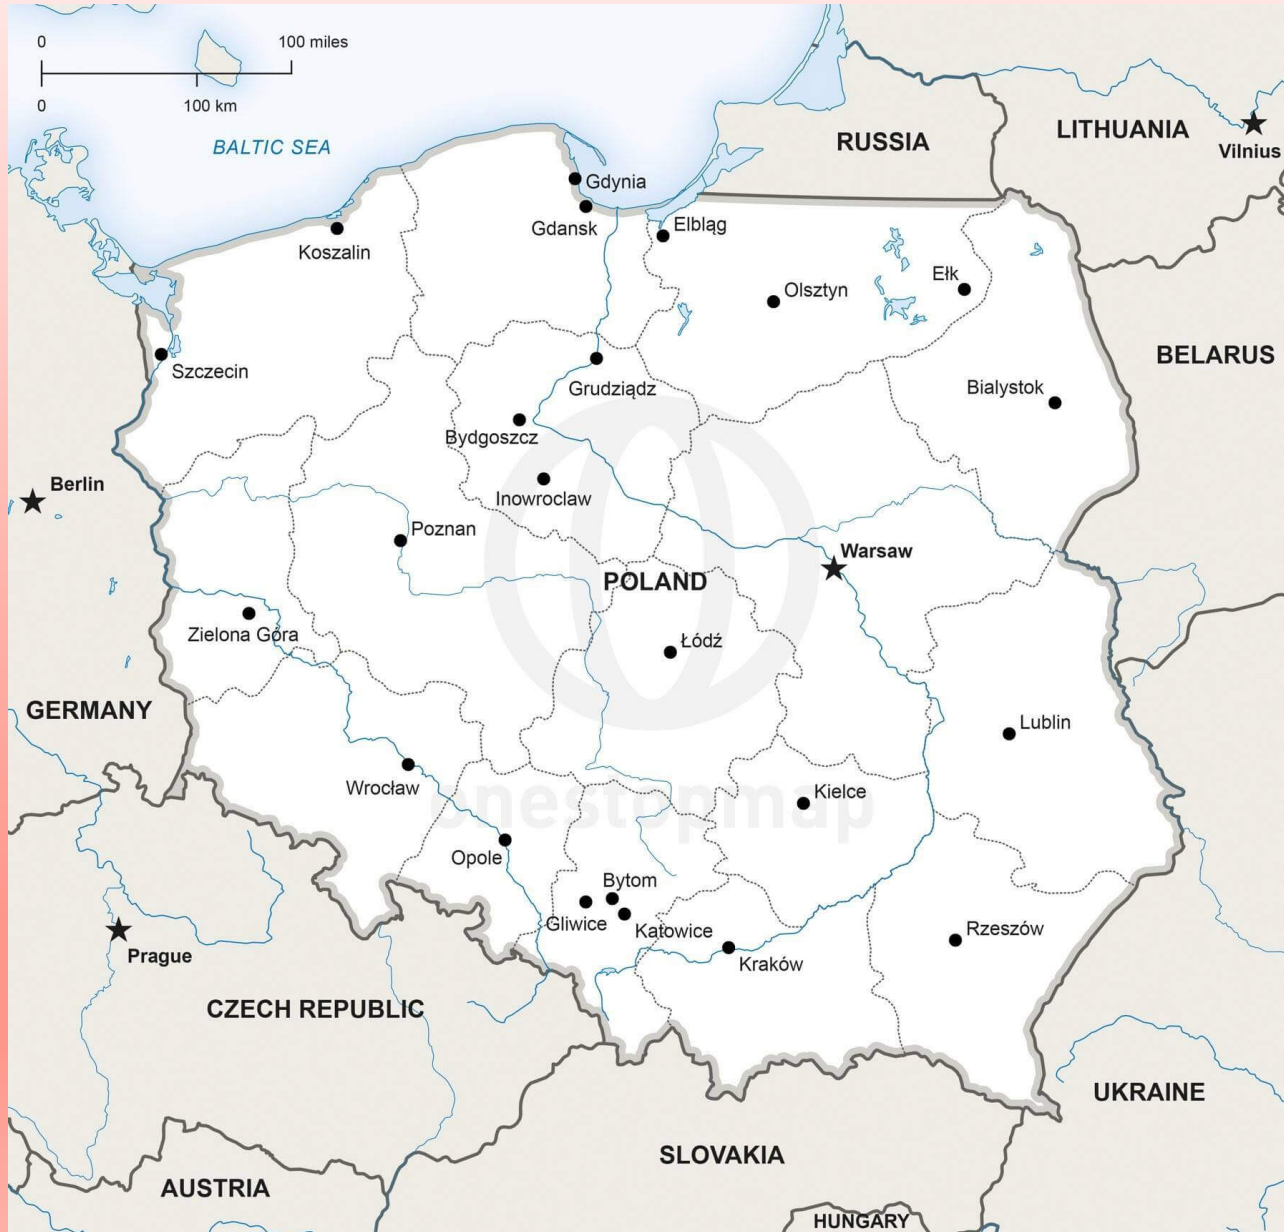 0 100 miles
0 100 km
BALTIC SEA
RUSSIA
LITHUANIA
Vilnius
Gdynia
Gdansk
Elbląg
Koszalin
Olsztyn
Ełk
Szczecin
Grudziądz
Bialystok
BELARUS
Bydgoszcz
Berlin
Inowroclaw
Poznan
Warsaw
POLAND
Zielona Góra
Łódź
GERMANY
Lublin
Wrocław
Kielce
onestopmap
Opole
Bytom
Gliwice
Katowice
Rzeszów
Kraków
Prague
CZECH REPUBLIC
UKRAINE
SLOVAKIA
AUSTRIA
HUNGARY